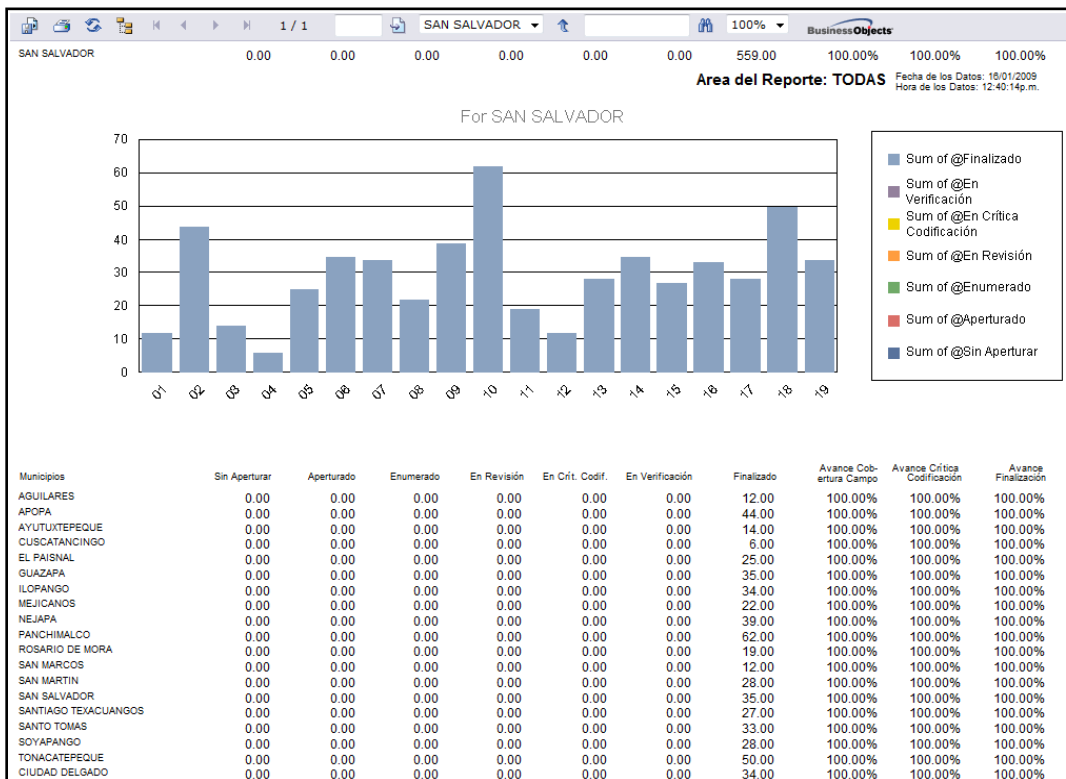 1 / 1 SAN SALVADOR 100% BusinessObjects
SAN SALVADOR 0.00 0.00 0.00 0.00 0.00 0.00 559.00 100.00% 100.00% 100.00%
Area del Reporte: TODAS
Fecha de los Datos: 16/01/2009
Hora de los Datos: 12:40:14p.m.
For SAN SALVADOR
70
60
50
40
30
20
10
0
01 02 03 04 05 06 07 08 09 10 11 12 13 14 15 16 17 18 19
Sum of @Finalizado
Sum of @En
Verificación
Sum of @En Crítica
Codificación
Sum of @En Revisión
Sum of @Enumerado
Sum of @Aperturado
Sum of @Sin Aperturar
Municipios Sin Aperturar Aperturado Enumerado En Revisión En Crít. Codif. En Verificación Finalizado Avance Cob- Avance Crítica Avance
ertura Campo Codificación Finalización
AGUILARES 0.00 0.00 0.00 0.00 0.00 0.00 12.00 100.00% 100.00% 100.00%
APOPA 0.00 0.00 0.00 0.00 0.00 0.00 44.00 100.00% 100.00% 100.00%
AYUTUXTEPEQUE 0.00 0.00 0.00 0.00 0.00 0.00 14.00 100.00% 100.00% 100.00%
CUSCATANCINGO 0.00 0.00 0.00 0.00 0.00 0.00 6.00 100.00% 100.00% 100.00%
EL PAISNAL 0.00 0.00 0.00 0.00 0.00 0.00 25.00 100.00% 100.00% 100.00%
GUAZAPA 0.00 0.00 0.00 0.00 0.00 0.00 35.00 100.00% 100.00% 100.00%
ILOPANGO 0.00 0.00 0.00 0.00 0.00 0.00 34.00 100.00% 100.00% 100.00%
MEJICANOS 0.00 0.00 0.00 0.00 0.00 0.00 22.00 100.00% 100.00% 100.00%
NEJAPA 0.00 0.00 0.00 0.00 0.00 0.00 39.00 100.00% 100.00% 100.00%
PANCHIMALCO 0.00 0.00 0.00 0.00 0.00 0.00 62.00 100.00% 100.00% 100.00%
ROSARIO DE MORA 0.00 0.00 0.00 0.00 0.00 0.00 19.00 100.00% 100.00% 100.00%
SAN MARCOS 0.00 0.00 0.00 0.00 0.00 0.00 12.00 100.00% 100.00% 100.00%
SAN MARTIN 0.00 0.00 0.00 0.00 0.00 0.00 28.00 100.00% 100.00% 100.00%
SAN SALVADOR 0.00 0.00 0.00 0.00 0.00 0.00 35.00 100.00% 100.00% 100.00%
SANTIAGO TEXACUANGOS 0.00 0.00 0.00 0.00 0.00 0.00 27.00 100.00% 100.00% 100.00%
SANTO TOMAS 0.00 0.00 0.00 0.00 0.00 0.00 33.00 100.00% 100.00% 100.00%
SOYAPANGO 0.00 0.00 0.00 0.00 0.00 0.00 28.00 100.00% 100.00% 100.00%
TONACATEPEQUE 0.00 0.00 0.00 0.00 0.00 0.00 50.00 100.00% 100.00% 100.00%
CIUDAD DELGADO 0.00 0.00 0.00 0.00 0.00 0.00 34.00 100.00% 100.00% 100.00%